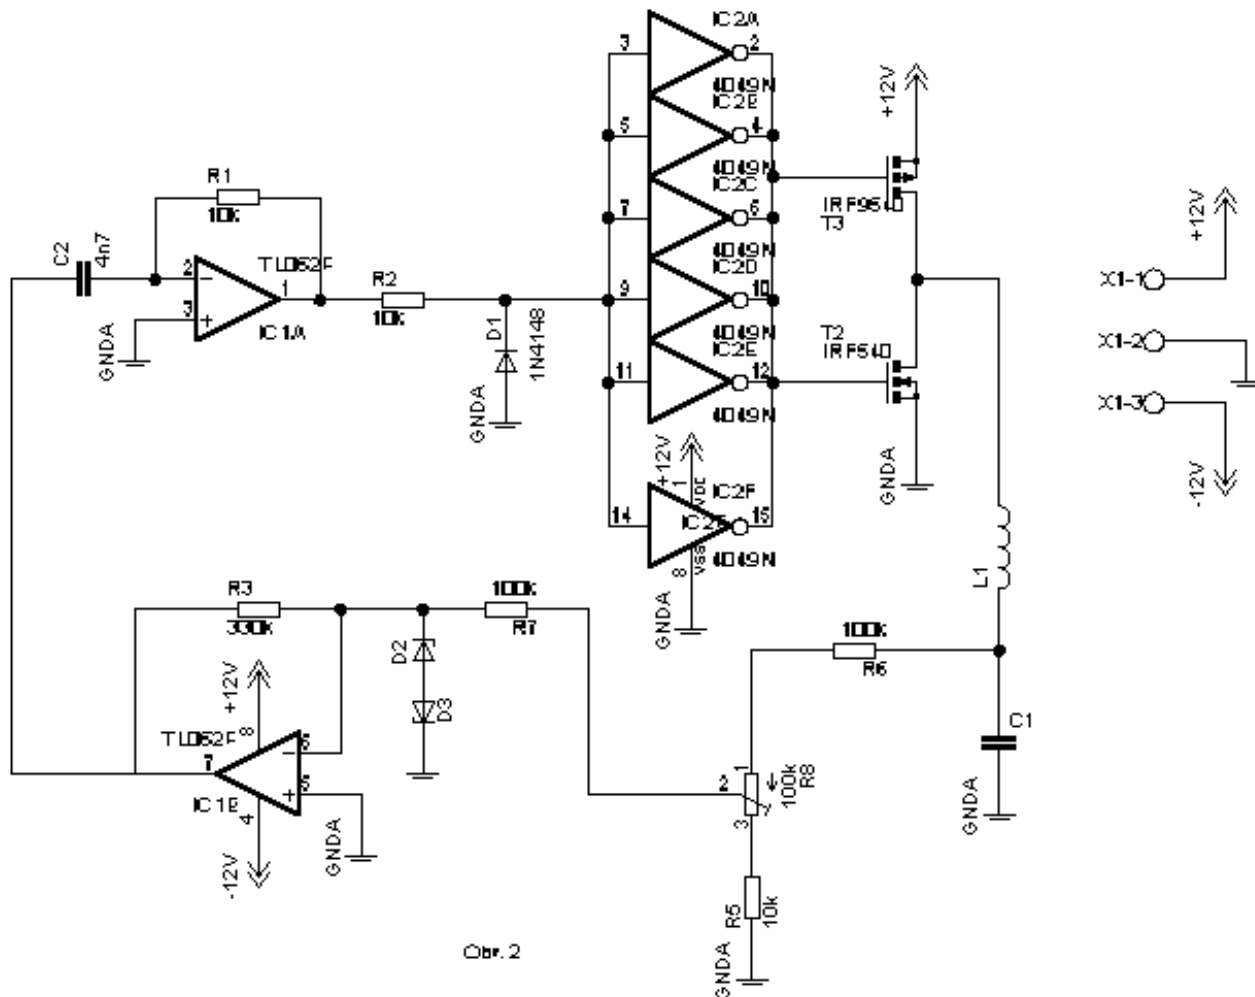 IC2A
3
2
4049N
IC2B
5
4
4049N
IC2C
7
6
4049N
IC2D
9
10
4049N
IC2E
11
12
4049N
+12V
1
VDD
IC2F
14
15
VSS
8
4049N
GNDA
+12V
IRF9540
T3
T2
IRF540
GNDA
X1-1
+12V
X1-2
X1-3
-12V
R1
10k
C2
4n7
TL062P
2
3
1
IC1A
GNDA
R2
10k
D1
1N4148
GNDA
R3
330k
100k
R7
D2
D3
+12V
TL062P
8
7
6
5
IC1B
4
-12V
GNDA
L1
100k
R6
C1
GNDA
1
2
3
100k
R8
R5
10k
GNDA
Obr. 2